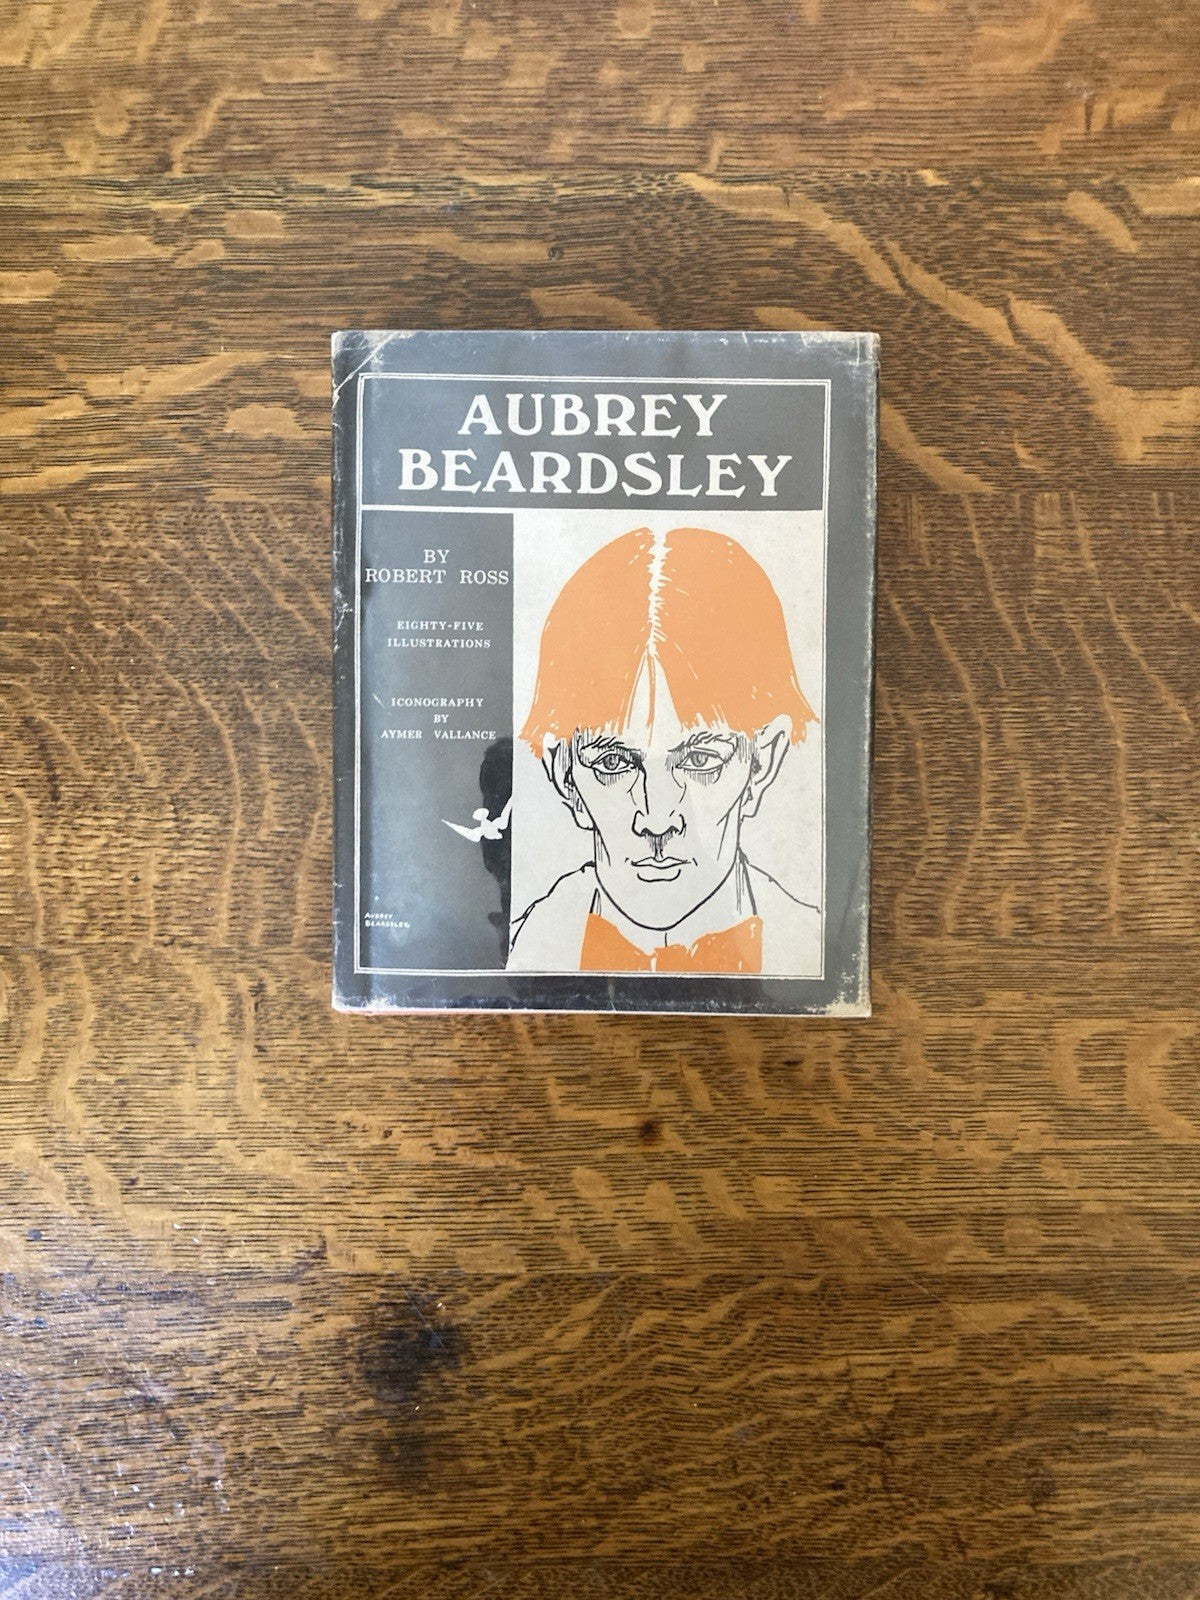 AUBREY
BEARDSLEY
BY
ROBERT ROSS
EIGHTY-FIVE
ILLUSTRATIONS
ICONOGRAPHY
BY
AYMER VALLANCE
AUBREY
BEARDSLEY